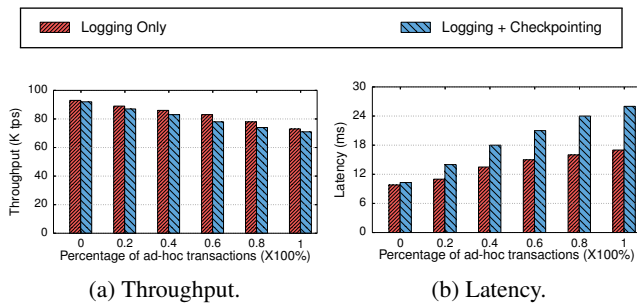 Logging Only
Logging + Checkpointing
Throughput (K tps)
100
80
60
40
20
0
0 0.2 0.4 0.6 0.8 1
Percentage of ad-hoc transactions (X100%)
(a) Throughput.
Latency (ms)
30
24
18
12
6
0
0 0.2 0.4 0.6 0.8 1
Percentage of ad-hoc transactions (X100%)
(b) Latency.